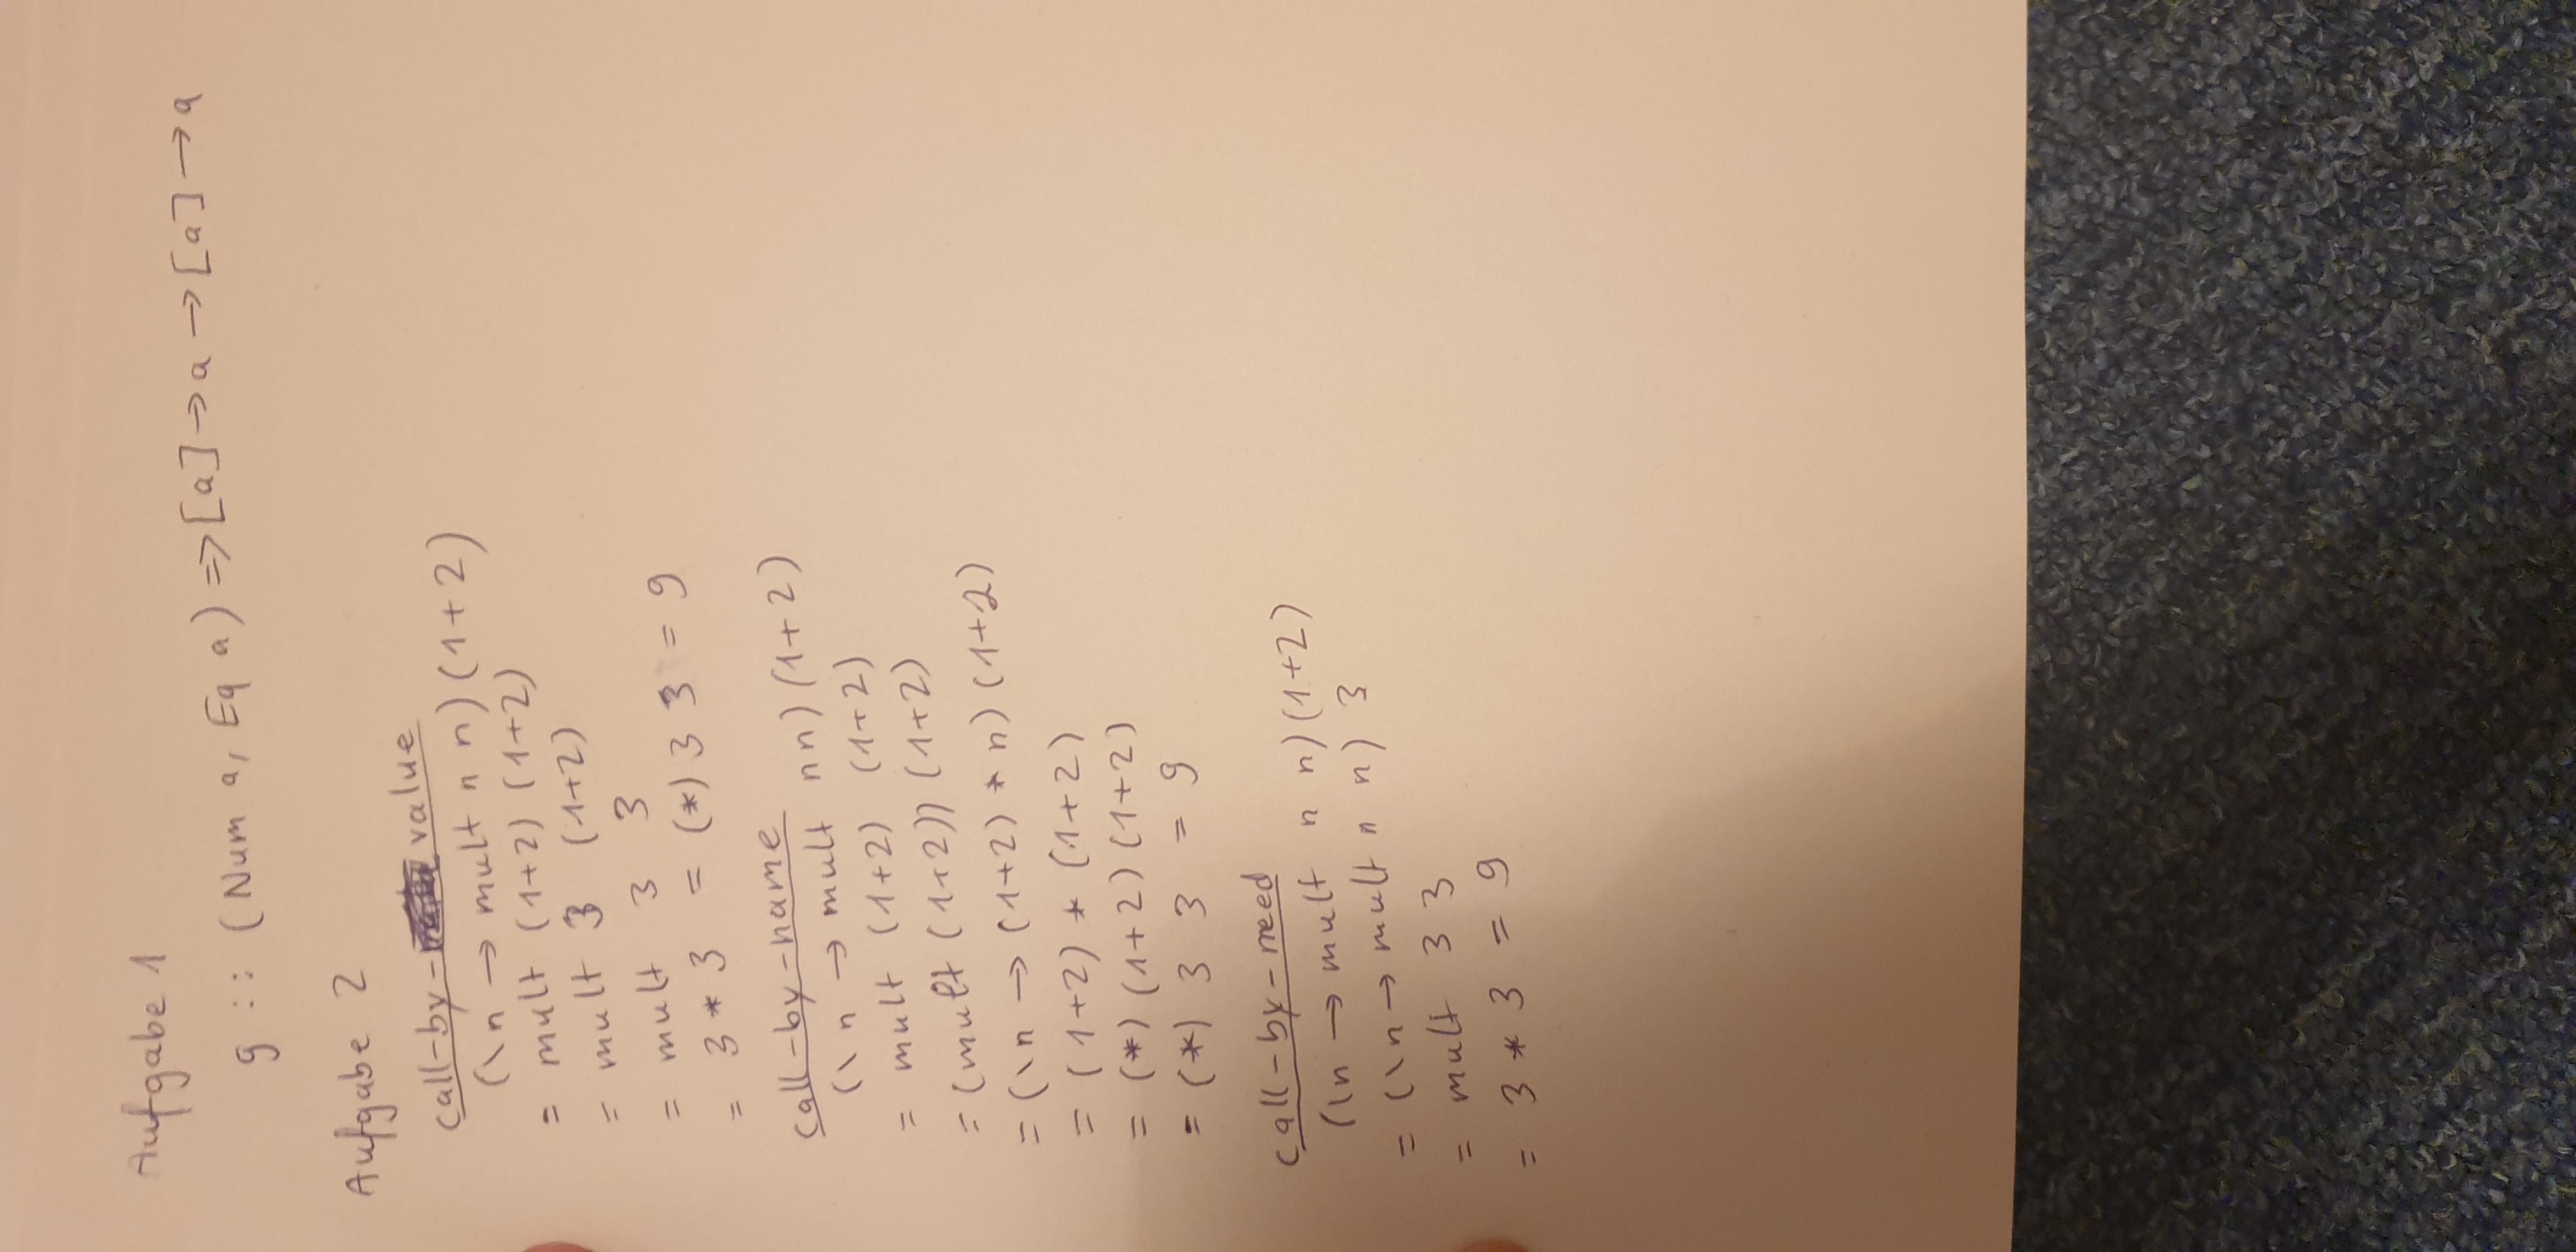 Aufgabe 1
g :: (Num a, Eq a) => [a] → a → [a] → a
Aufgabe 2
call-by- value
(\n → mult n n) (1+2)
= mult (1+2) (1+2)
= mult 3 (1+2)
= mult 3 3
= 3 * 3 = (*) 3 3 = 9
call-by-name
(\n → mult n n) (1+2)
= mult (1+2) (1+2)
= (mult (1+2)) (1+2)
= (\n → (1+2) * n) (1+2)
= (1+2) * (1+2)
= (*) (1+2) (1+2)
= (*) 3 3 = 9
call-by-need
(\n → mult n n) (1+2)
= (\n → mult n n) 3
= mult 3 3
= 3 * 3 = 9